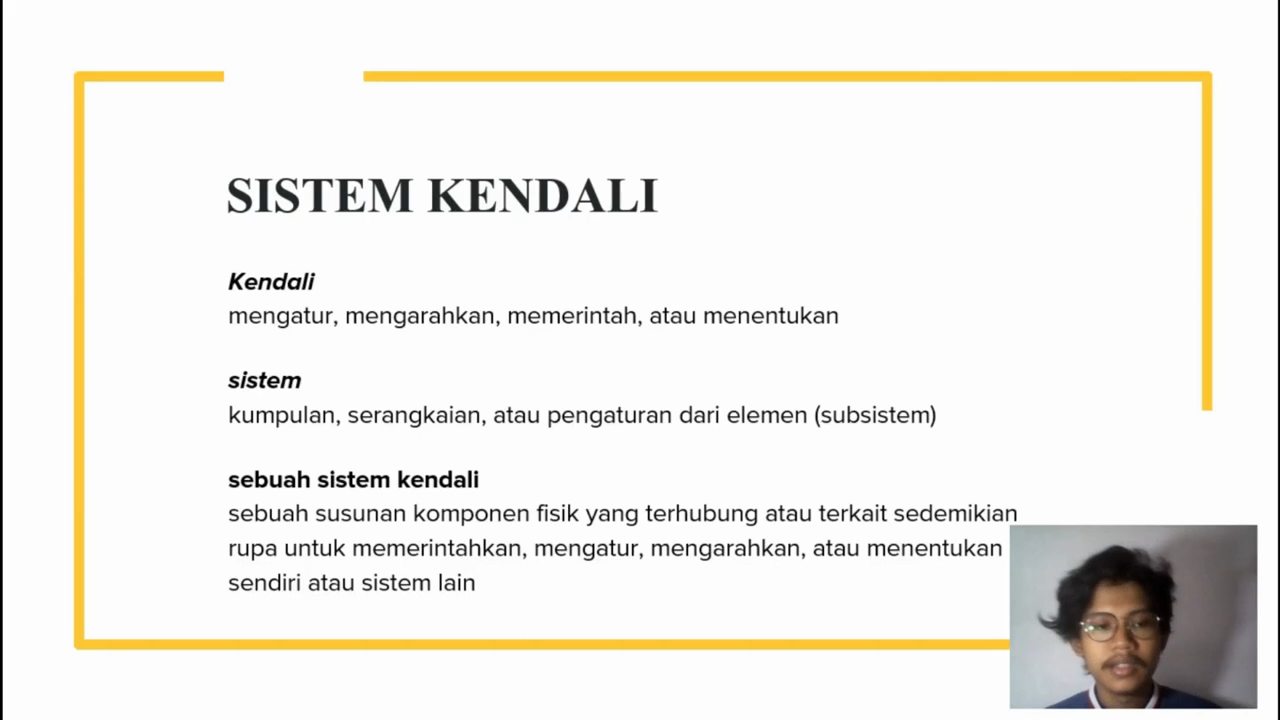 SISTEM KENDALI
Kendali
mengatur, mengarahkan, memerintah, atau menentukan
sistem
kumpulan, serangkaian, atau pengaturan dari elemen (subsistem)
sebuah sistem kendali
sebuah susunan komponen fisik yang terhubung atau terkait sedemikian
rupa untuk memerintahkan, mengatur, mengarahkan, atau menentukan
sendiri atau sistem lain